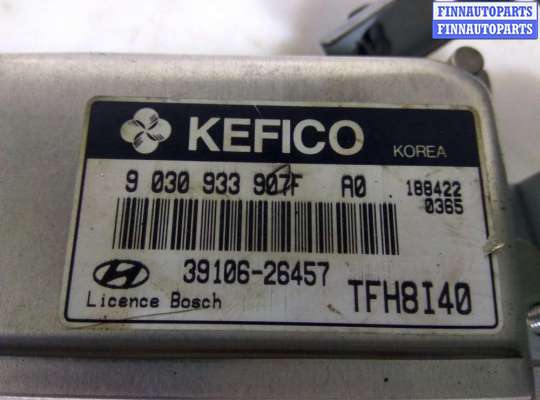 FINNAUTOPARTS
FINNAUTOPARTS
KEFICO
KOREA
9 030 933 907F A0
188422
0365
39106-26457
Licence Bosch
TFH8I40